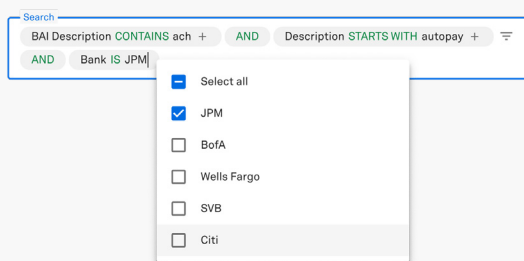 Search
BAI Description CONTAINS ach + AND Description STARTS WITH autopay +
AND Bank IS JPM
Select all
JPM
BofA
Wells Fargo
SVB
Citi